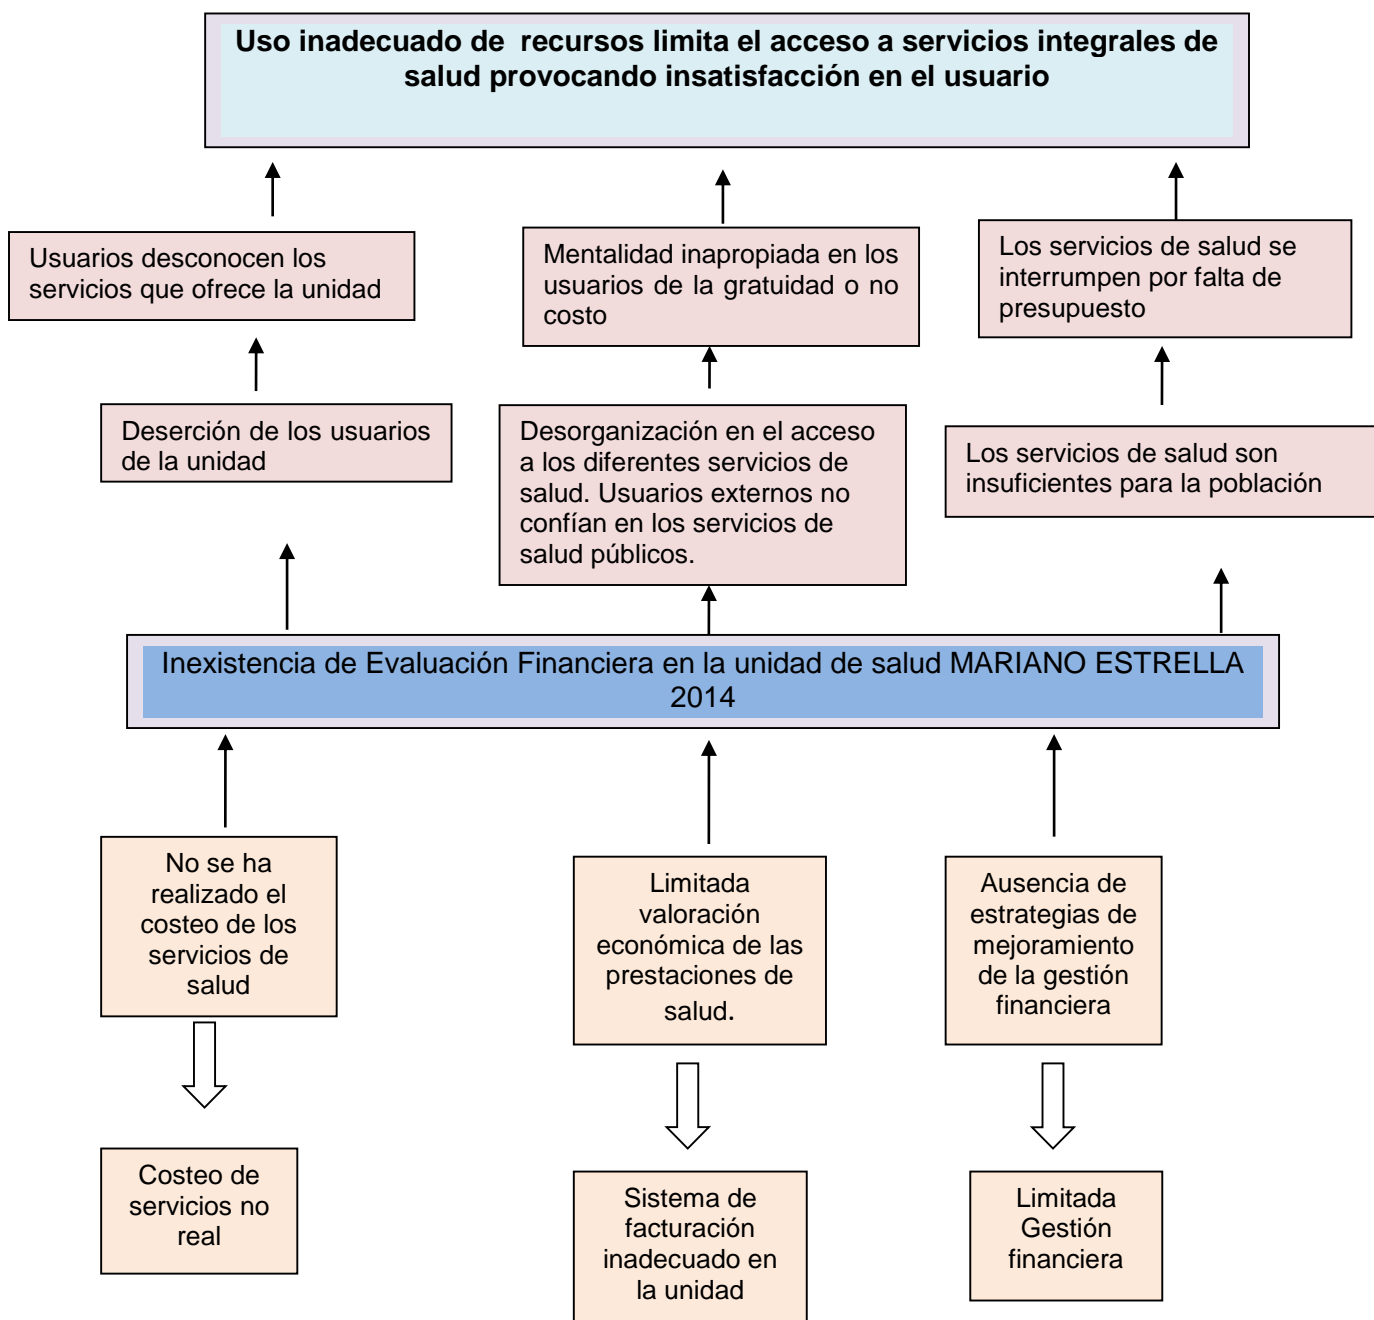 Uso inadecuado de  recursos limita el acceso a servicios integrales de
salud provocando insatisfacción en el usuario
Usuarios desconocen los
servicios que ofrece la unidad
Mentalidad inapropiada en los
usuarios de la gratuidad o no
costo
Los servicios de salud se
interrumpen por falta de
presupuesto
Deserción de los usuarios
de la unidad
Desorganización en el acceso
a los diferentes servicios de
salud. Usuarios externos no
confían en los servicios de
salud públicos.
Los servicios de salud son
insuficientes para la población
Inexistencia de Evaluación Financiera en la unidad de salud MARIANO ESTRELLA
2014
No se ha
realizado el
costeo de los
servicios de
salud
Limitada
valoración
económica de las
prestaciones de
salud.
Ausencia de
estrategias de
mejoramiento
de la gestión
financiera
Costeo de
servicios no
real
Sistema de
facturación
inadecuado en
la unidad
Limitada
Gestión
financiera